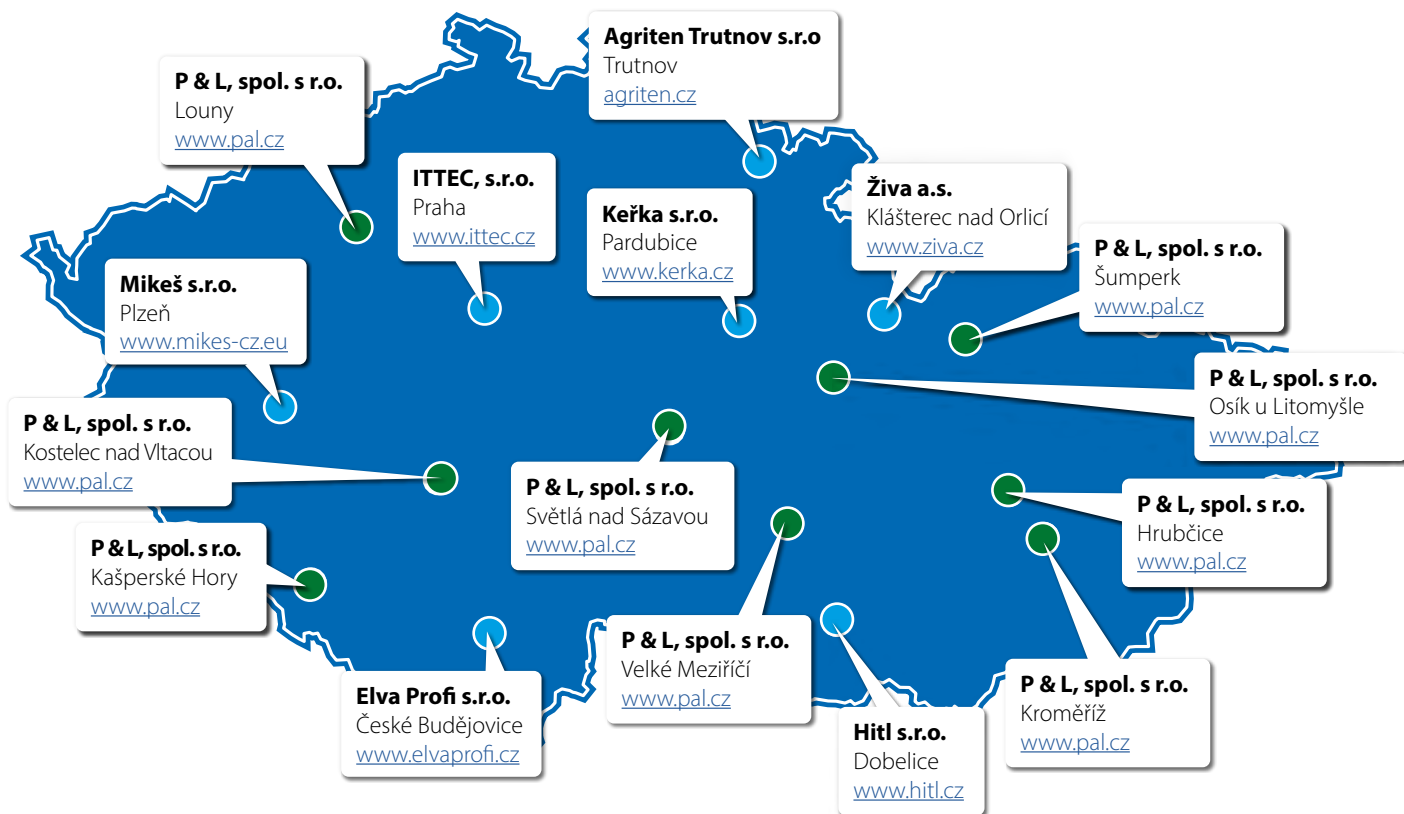 Agriten Trutnov s.r.o
Trutnov
agriten.cz
P & L, spol. s r.o.
Louny
www.pal.cz
ITTEC, s.r.o.
Praha
www.ittec.cz
Keřka s.r.o.
Pardubice
www.kerka.cz
Živa a.s.
Klášterec nad Orlicí
www.ziva.cz
P & L, spol. s r.o.
Šumperk
www.pal.cz
Mikeš s.r.o.
Plzeň
www.mikes-cz.eu
P & L, spol. s r.o.
Osík u Litomyšle
www.pal.cz
P & L, spol. s r.o.
Kostelec nad Vltacou
www.pal.cz
P & L, spol. s r.o.
Světlá nad Sázavou
www.pal.cz
P & L, spol. s r.o.
Hrubčice
www.pal.cz
P & L, spol. s r.o.
Kašperské Hory
www.pal.cz
P & L, spol. s r.o.
Velké Meziříčí
www.pal.cz
P & L, spol. s r.o.
Kroměříž
www.pal.cz
Elva Profi s.r.o.
České Budějovice
www.elvaprofi.cz
Hitl s.r.o.
Dobelice
www.hitl.cz